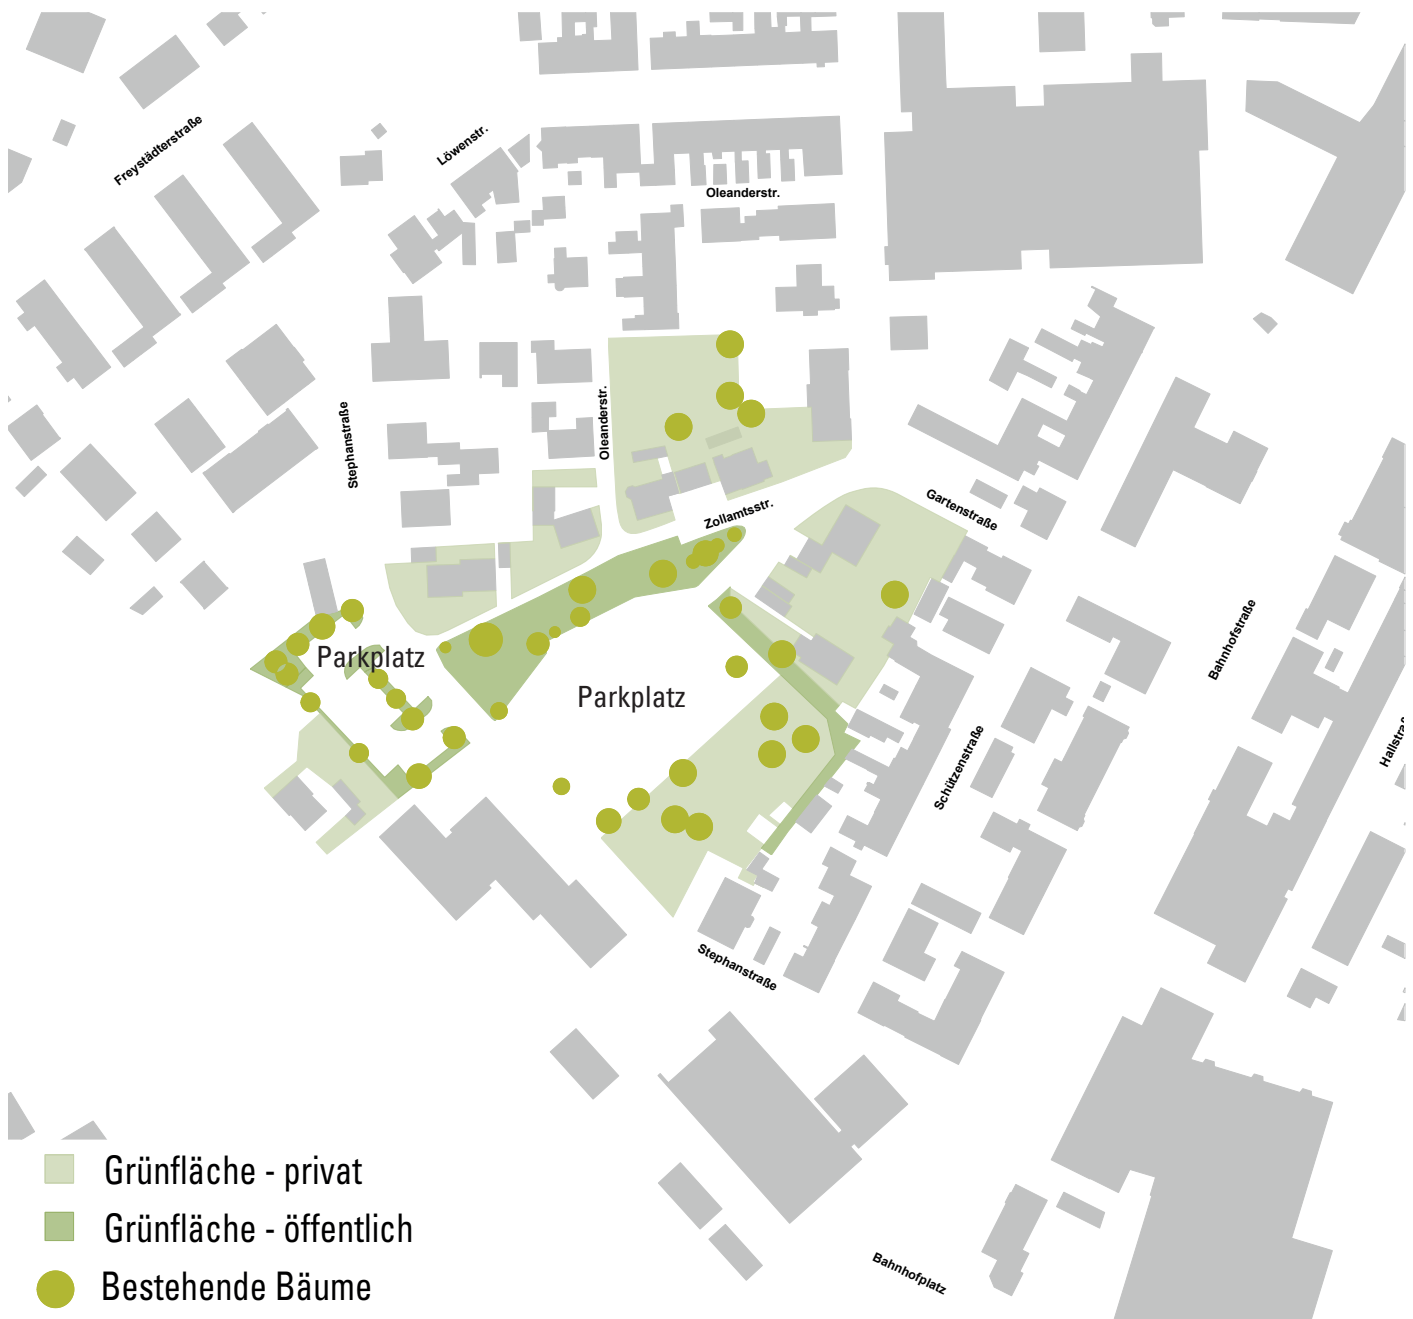 Freystädterstraße
Löwenstr.
Oleanderstr.
Stephanstraße
Oleanderstr.
Zollamtsstr.
Gartenstraße
Parkplatz
Parkplatz
Bahnhofstraße
Schützenstraße
Stephanstraße
Bahnhofplatz
Grünfläche - privat
Grünfläche - öffentlich
Bestehende Bäume